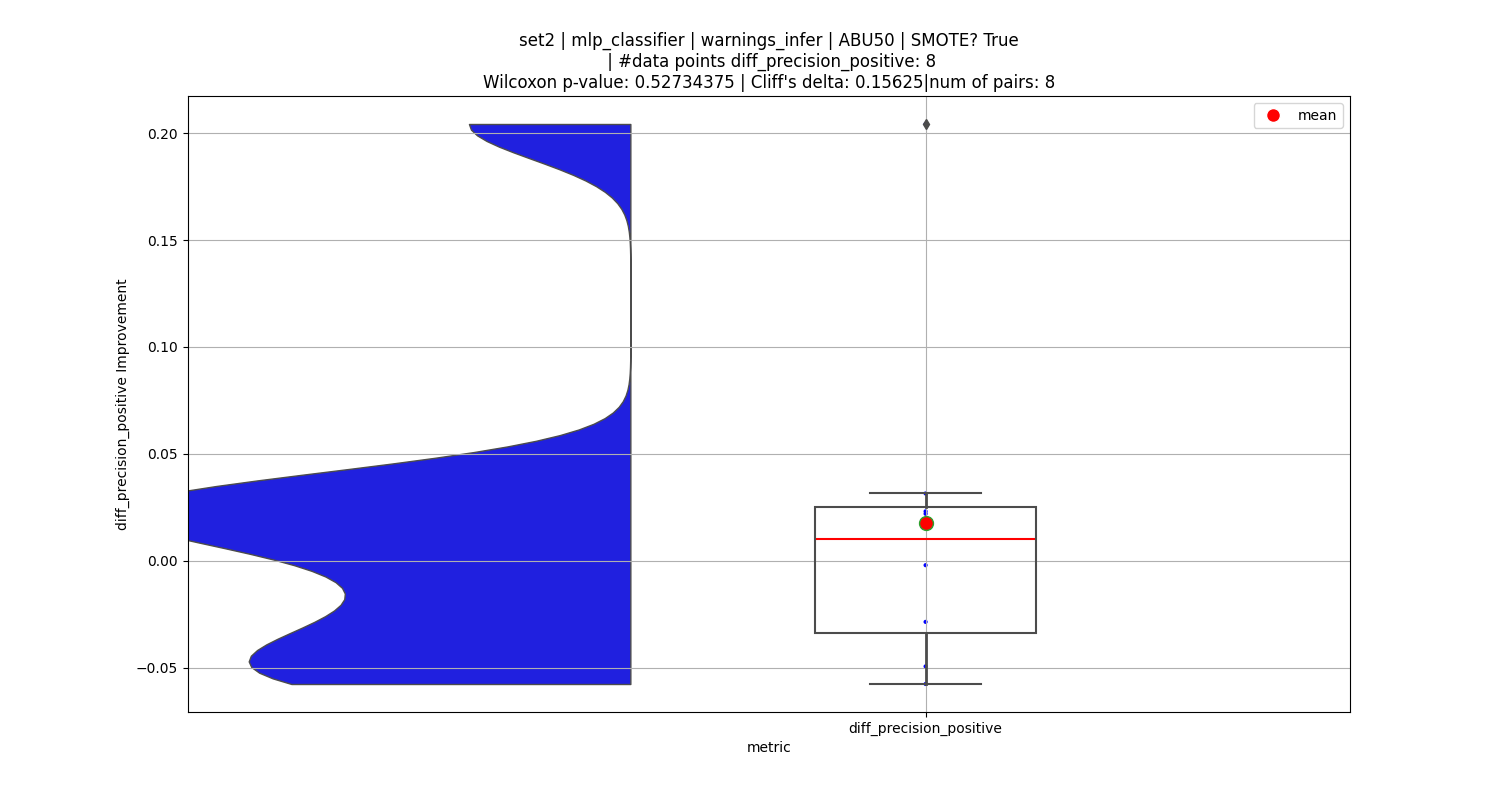 set2 | mlp_classifier | warnings_infer | ABU50 | SMOTE? True
| #data points diff_precision_positive: 8
Wilcoxon p-value: 0.52734375 | Cliff's delta: 0.15625|num of pairs: 8
mean
0.20
0.15
0.10
0.05
0.00
−0.05
diff_precision_positive Improvement
diff_precision_positive
metric